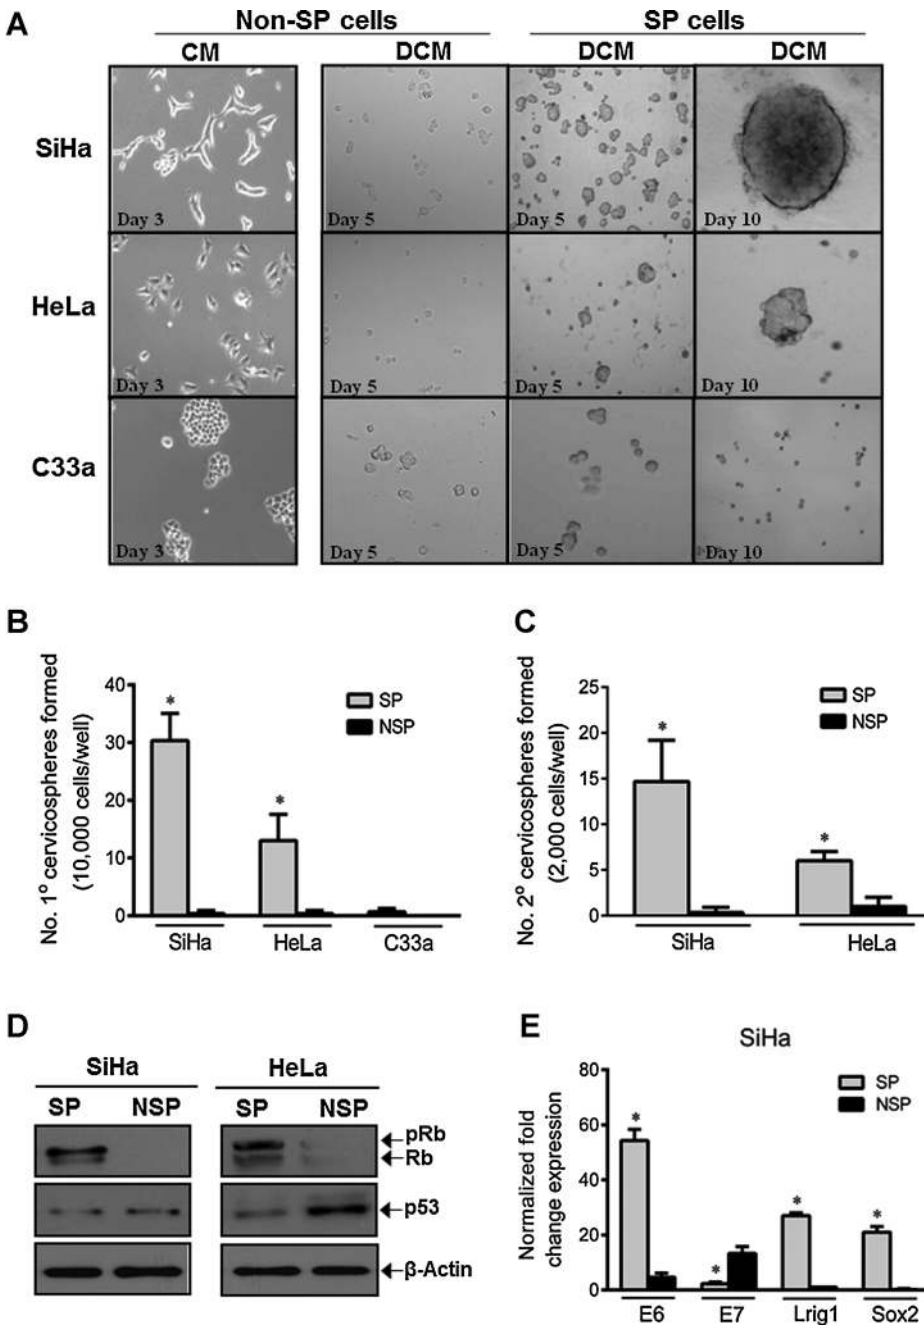 A
Non-SP cells
SP cells
CM
DCM
DCM
DCM
SiHa
Day 3
Day 5
Day 5
Day 10
HeLa
Day 3
Day 5
Day 5
Day 10
C33a
Day 3
Day 5
Day 5
Day 10
B
No. 1º cervicospheres formed
(10,000 cells/well)
40
30
20
10
0
*
*
SP
NSP
SiHa
HeLa
C33a
C
No. 2º cervicospheres formed
(2,000 cells/well)
25
20
15
10
5
0
*
*
SP
NSP
SiHa
HeLa
D
SiHa
HeLa
SP
NSP
SP
NSP
pRb
Rb
p53
β-Actin
E
SiHa
Normalized fold
change expression
80
60
40
20
0
*
*
*
*
SP
NSP
E6
E7
Lrig1
Sox2